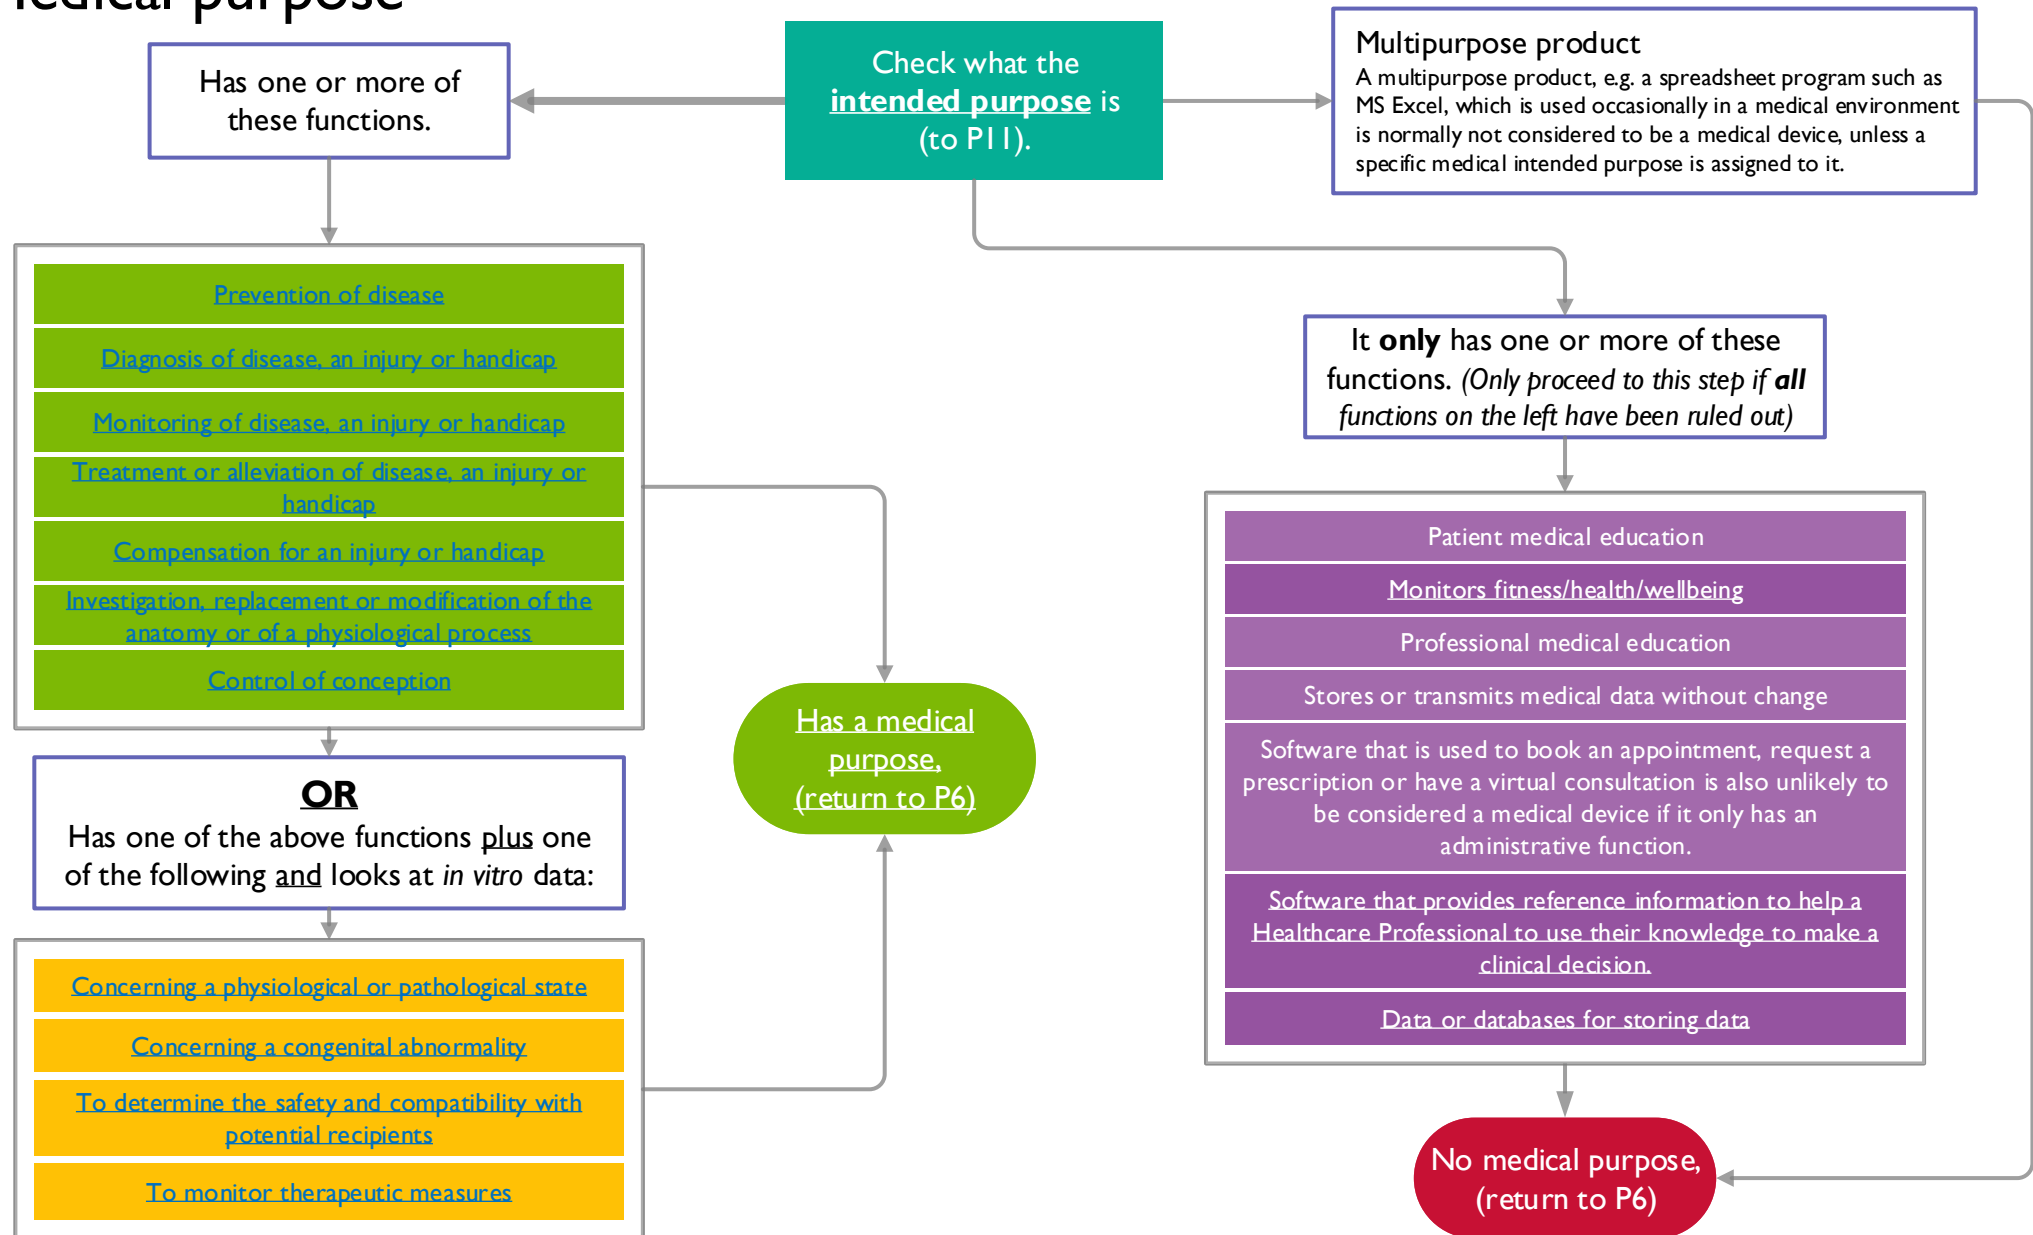 edical purpose
Has one or more of
these functions.
Check what the
intended purpose is
(to P11).
Multipurpose product
A multipurpose product, e.g. a spreadsheet program such as
MS Excel, which is used occasionally in a medical environment
is normally not considered to be a medical device, unless a
specific medical intended purpose is assigned to it.
Prevention of disease
Diagnosis of disease, an injury or handicap
Monitoring of disease, an injury or handicap
Treatment or alleviation of disease, an injury or
handicap
Compensation for an injury or handicap
Investigation, replacement or modification of the
anatomy or of a physiological process
Control of conception
OR
Has one of the above functions plus one
of the following and looks at in vitro data:
Concerning a physiological or pathological state
Concerning a congenital abnormality
To determine the safety and compatibility with
potential recipients
To monitor therapeutic measures
Has a medical
purpose,
(return to P6)
It only has one or more of these
functions. (Only proceed to this step if all
functions on the left have been ruled out)
Patient medical education
Monitors fitness/health/wellbeing
Professional medical education
Stores or transmits medical data without change
Software that is used to book an appointment, request a
prescription or have a virtual consultation is also unlikely to
be considered a medical device if it only has an
administrative function.
Software that provides reference information to help a
Healthcare Professional to use their knowledge to make a
clinical decision.
Data or databases for storing data
No medical purpose,
(return to P6)